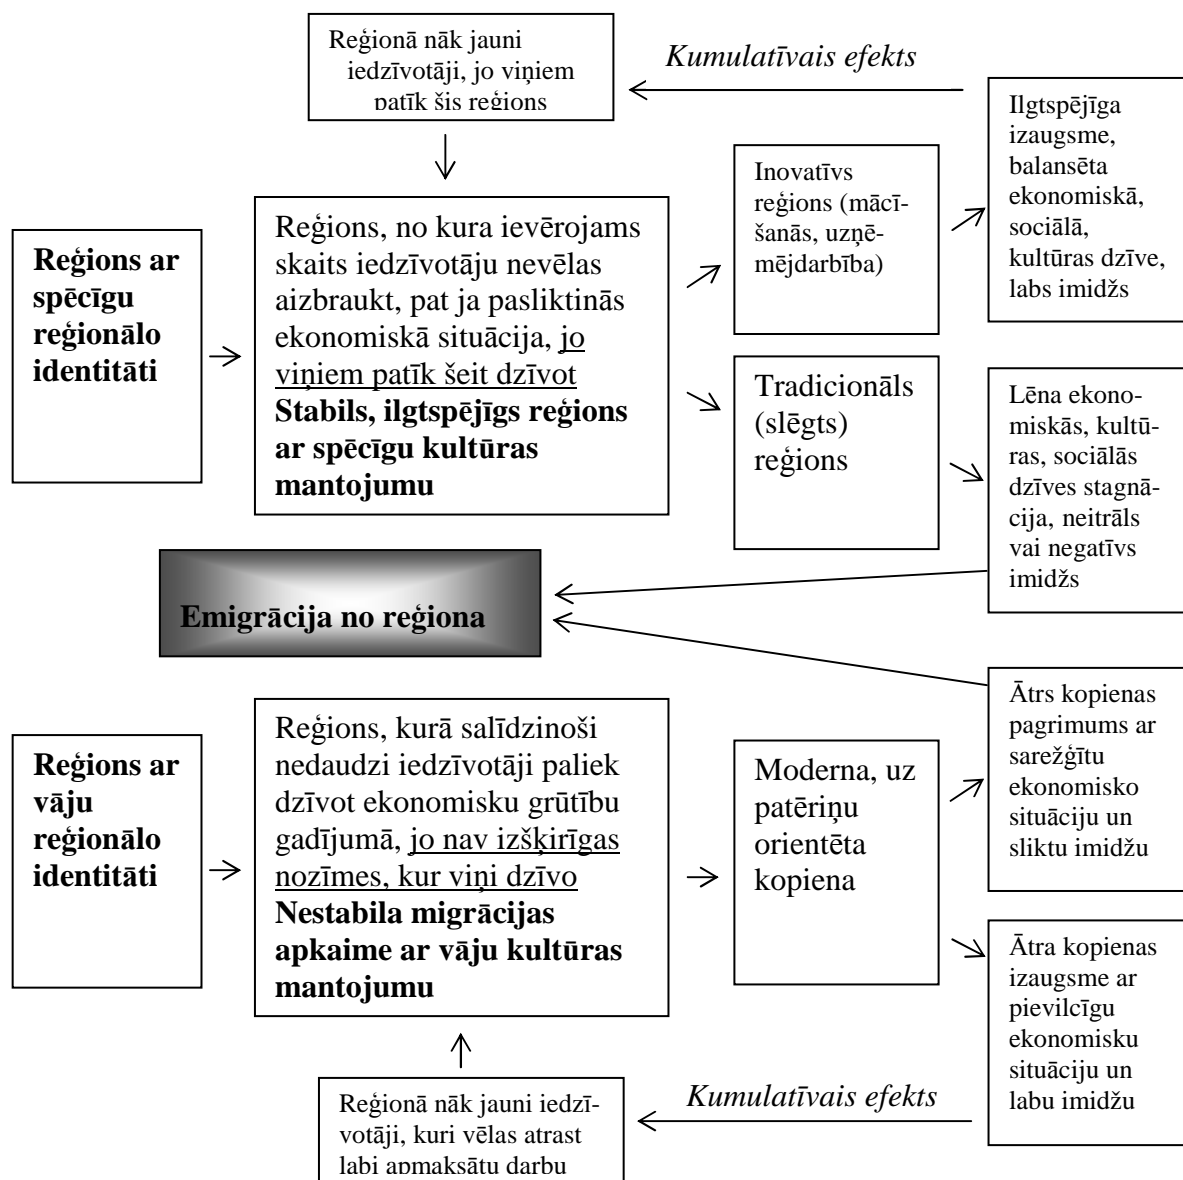 Reģionā nāk jauni
iedzīvotāji, jo viņiem
patīk šis reģions
Kumulatīvais efekts
Ilgtspējīga
izaugsme,
balansēta
ekonomiskā,
sociālā,
kultūras dzīve,
labs imidžs
Inovatīvs
reģions (mācī-
šanās, uzņē-
mējdarbība)
Reģions ar
spēcīgu
reģionālo
identitāti
Reģions, no kura ievērojams
skaits iedzīvotāju nevēlas
aizbraukt, pat ja pasliktinās
ekonomiskā situācija, jo
viņiem patīk šeit dzīvot
Stabils, ilgtspējīgs reģions
ar spēcīgu kultūras
mantojumu
Tradicionāls
(slēgts)
reģions
Lēna ekono-
miskās, kultū-
ras, sociālās
dzīves stagnā-
cija, neitrāls
vai negatīvs
imidžs
Emigrācija no reģiona
Reģions ar
vāju
reģionālo
identitāti
Reģions, kurā salīdzinoši
nedaudzi iedzīvotāji paliek
dzīvot ekonomisku grūtību
gadījumā, jo nav izšķirīgas
nozīmes, kur viņi dzīvo
Nestabila migrācijas
apkaime ar vāju kultūras
mantojumu
Moderna, uz
patēriņu
orientēta
kopiena
Ātrs kopienas
pagrimums ar
sarežģītu
ekonomisko
situāciju un
sliktu imidžu
Ātra kopienas
izaugsme ar
pievilcīgu
ekonomisku
situāciju un
labu imidžu
Kumulatīvais efekts
Reģionā nāk jauni iedzī-
votāji, kuri vēlas atrast
labi apmaksātu darbu